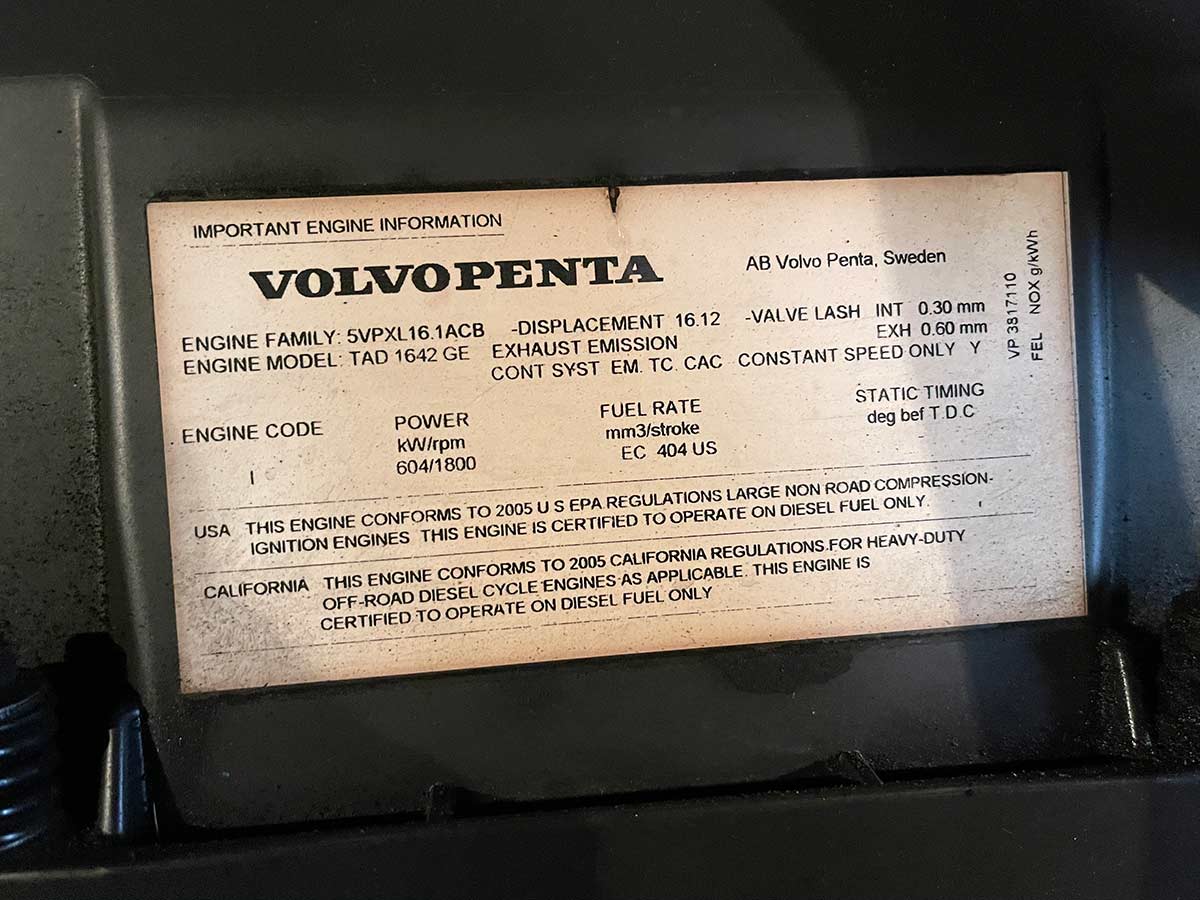 IMPORTANT ENGINE INFORMATION
VOLVO PENTA
AB Volvo Penta, Sweden
ENGINE FAMILY: 5VPXL16.1ACB -DISPLACEMENT 16.12 -VALVE LASH INT 0.30 mm
EXH 0.60 mm
ENGINE MODEL: TAD 1642 GE EXHAUST EMISSION
CONT SYST EM. TC. CAC CONSTANT SPEED ONLY Y
VP 3817110
FEL NOX g/kWh
ENGINE CODE POWER FUEL RATE STATIC TIMING
kW/rpm mm3/stroke deg bef T.D.C
I 604/1800 EC 404 US
USA THIS ENGINE CONFORMS TO 2005 U S EPA REGULATIONS LARGE NON ROAD COMPRESSION-
IGNITION ENGINES THIS ENGINE IS CERTIFIED TO OPERATE ON DIESEL FUEL ONLY.
CALIFORNIA THIS ENGINE CONFORMS TO 2005 CALIFORNIA REGULATIONS.FOR HEAVY-DUTY
OFF-ROAD DIESEL CYCLE ENGINES AS APPLICABLE. THIS ENGINE IS
CERTIFIED TO OPERATE ON DIESEL FUEL ONLY